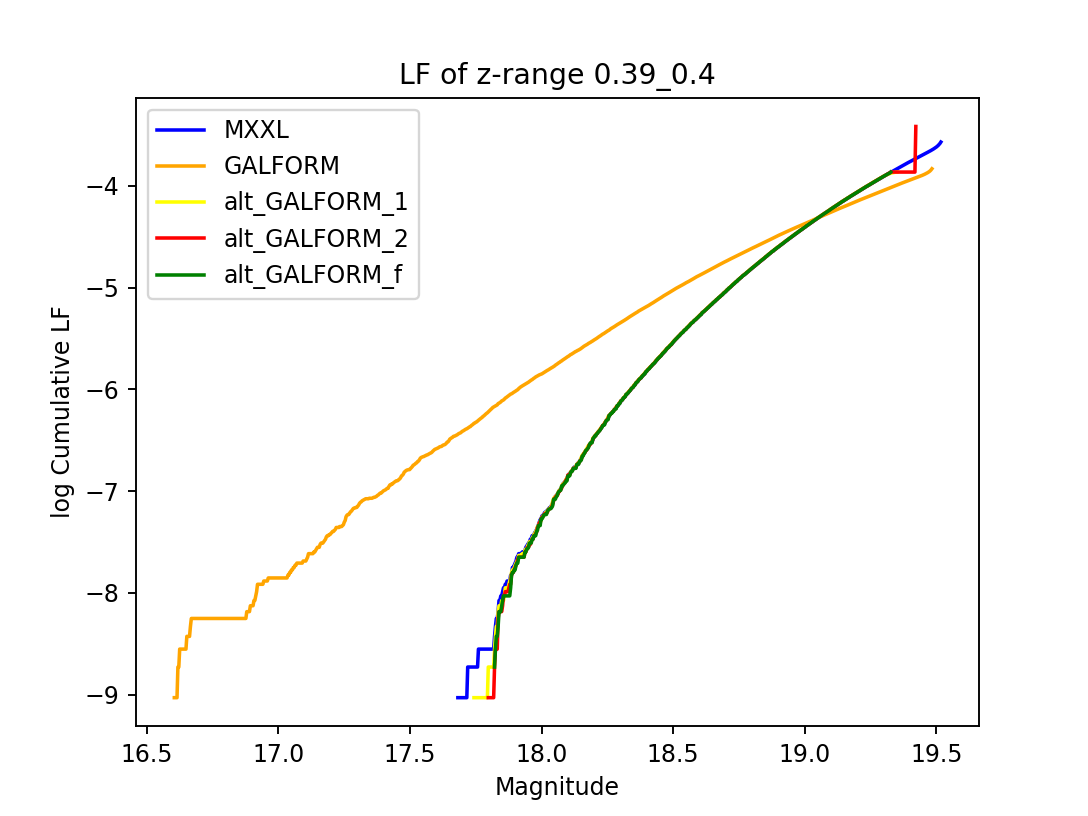 LF of z-range 0.39_0.4
MXXL
GALFORM
alt_GALFORM_1
alt_GALFORM_2
alt_GALFORM_f
log Cumulative LF
−4
−5
−6
−7
−8
−9
16.5 17.0 17.5 18.0 18.5 19.0 19.5
Magnitude